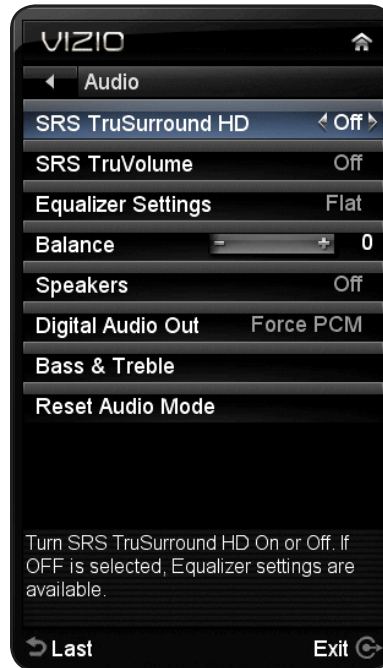 VIZIO
Audio
SRS TruSurround HD Off
SRS TruVolume Off
Equalizer Settings Flat
Balance - + 0
Speakers Off
Digital Audio Out Force PCM
Bass & Treble
Reset Audio Mode
Turn SRS TruSurround HD On or Off. If
OFF is selected, Equalizer settings are
available.
Last Exit